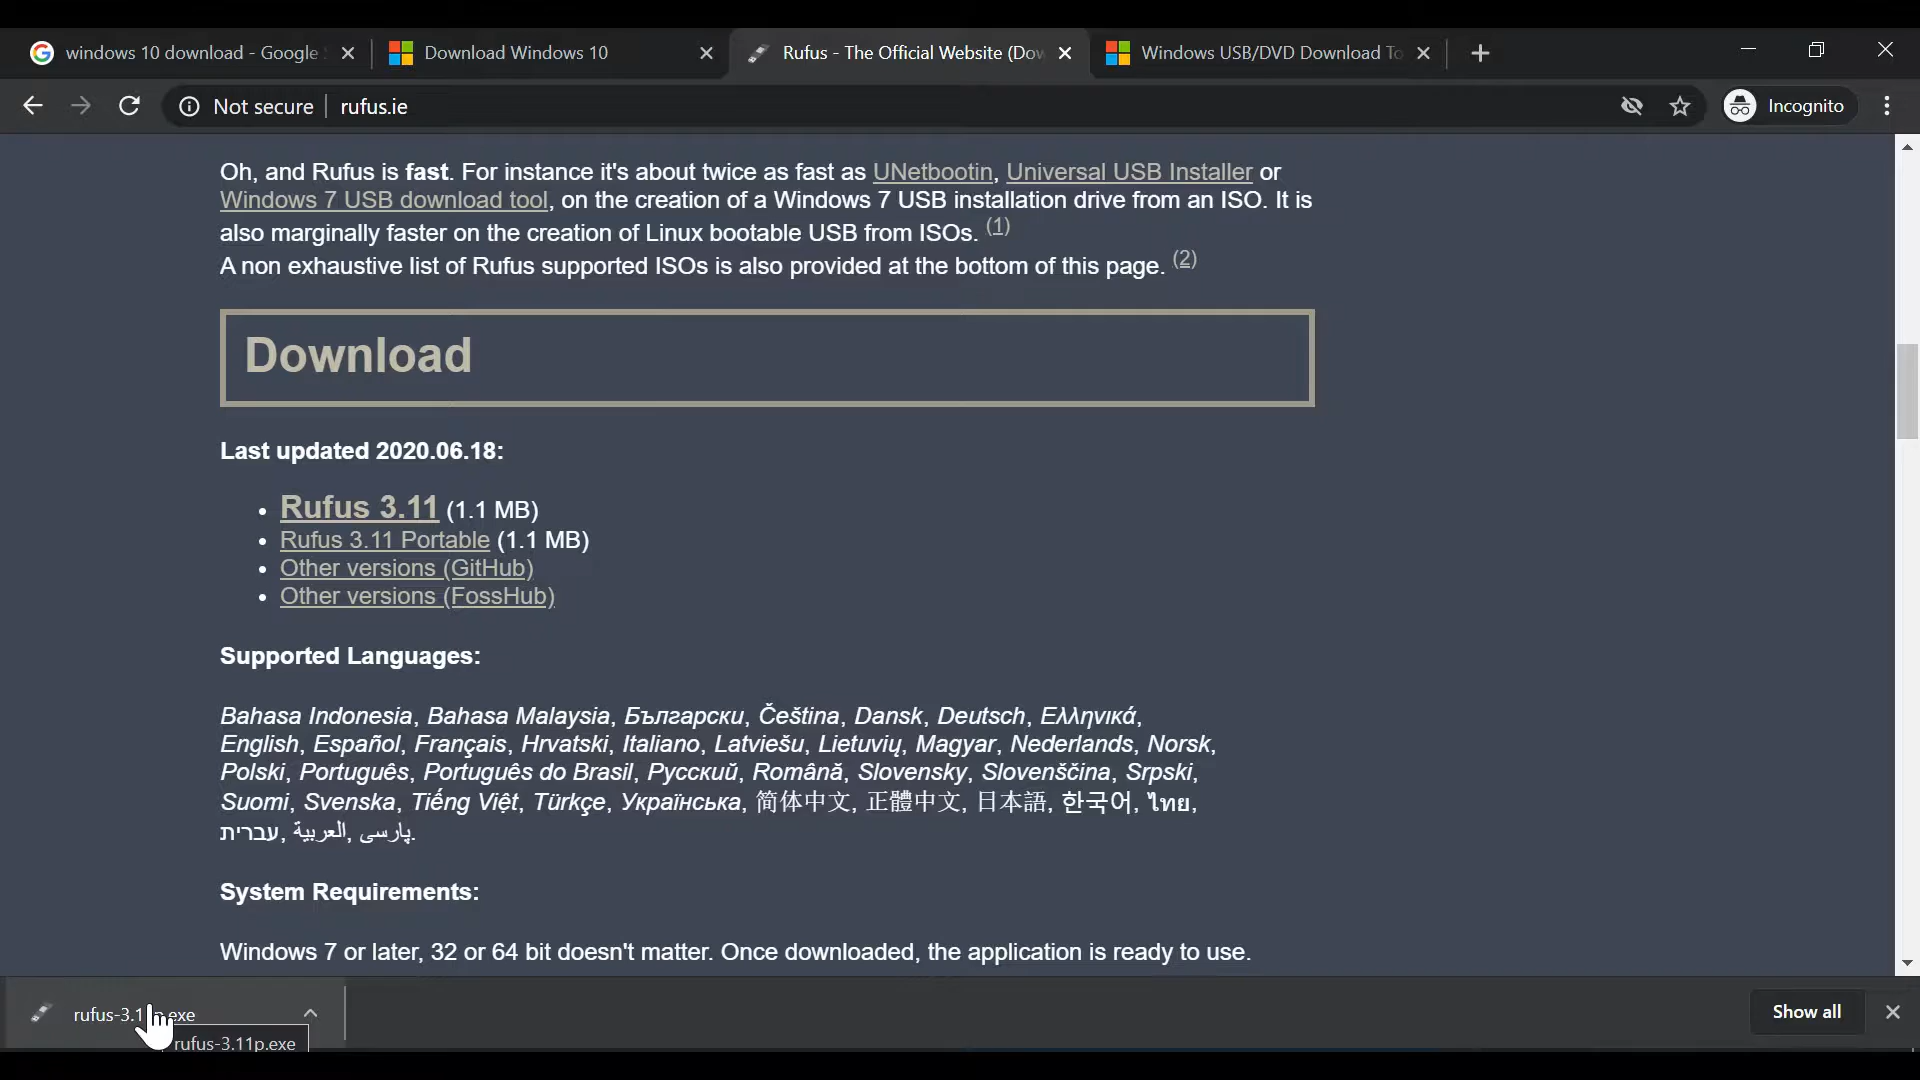 windows 10 download - Google
Download Windows 10
Rufus - The Official Website (Dow
Windows USB/DVD Download To
Not secure
rufus.ie
Incognito
Oh, and Rufus is fast. For instance it's about twice as fast as UNetbootin, Universal USB Installer or
Windows 7 USB download tool, on the creation of a Windows 7 USB installation drive from an ISO. It is
also marginally faster on the creation of Linux bootable USB from ISOs. (1)
A non exhaustive list of Rufus supported ISOs is also provided at the bottom of this page. (2)
Download
Last updated 2020.06.18:
• Rufus 3.11 (1.1 MB)
• Rufus 3.11 Portable (1.1 MB)
• Other versions (GitHub)
• Other versions (FossHub)
Supported Languages:
Bahasa Indonesia, Bahasa Malaysia, Български, Čeština, Dansk, Deutsch, Ελληνικά,
English, Español, Français, Hrvatski, Italiano, Latviešu, Lietuvių, Magyar, Nederlands, Norsk,
Polski, Português, Português do Brasil, Русский, Română, Slovensky, Slovenščina, Srpski,
Suomi, Svenska, Tiếng Việt, Türkçe, Українська, 简体中文, 正體中文, 日本語, 한국어, ไทย,
עברית, العربية, پارسی.
System Requirements:
Windows 7 or later, 32 or 64 bit doesn't matter. Once downloaded, the application is ready to use.
rufus-3.11p.exe
Show all
rufus-3.11p.exe